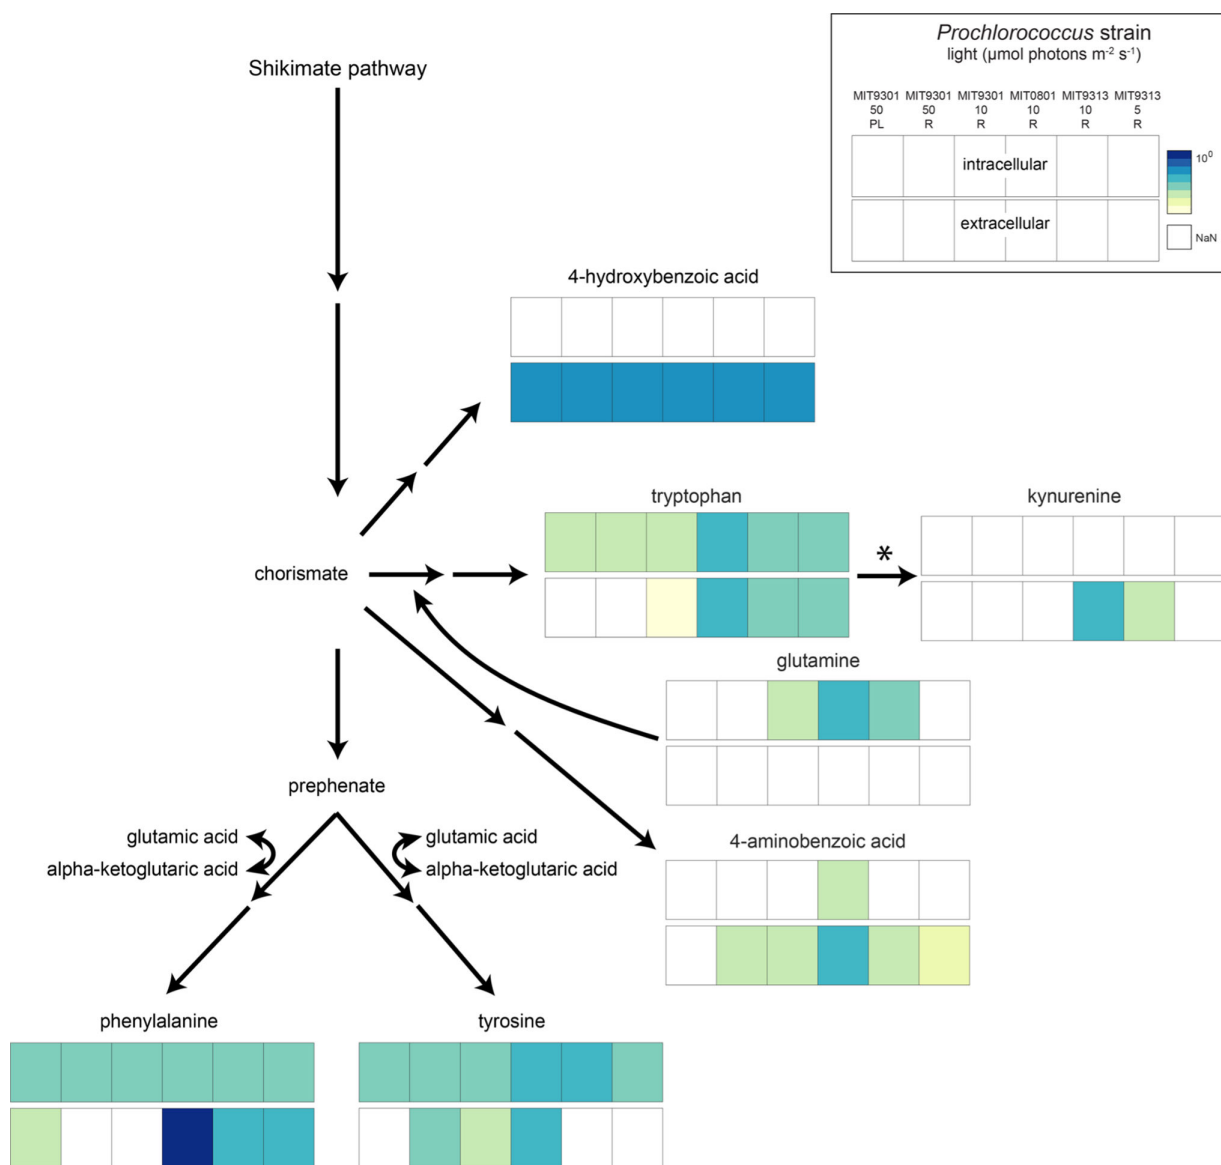 Prochlorococcus strain
light (µmol photons m⁻² s⁻¹)
MIT9301 MIT9301 MIT9301 MIT0801 MIT9313 MIT9313
50 50 10 10 10 5
PL R R R R R
intracellular
extracellular
10⁰
NaN
Shikimate pathway
4-hydroxybenzoic acid
tryptophan
kynurenine
*
chorismate
glutamine
prephenate
4-aminobenzoic acid
glutamic acid
alpha-ketoglutaric acid
glutamic acid
alpha-ketoglutaric acid
phenylalanine
tyrosine